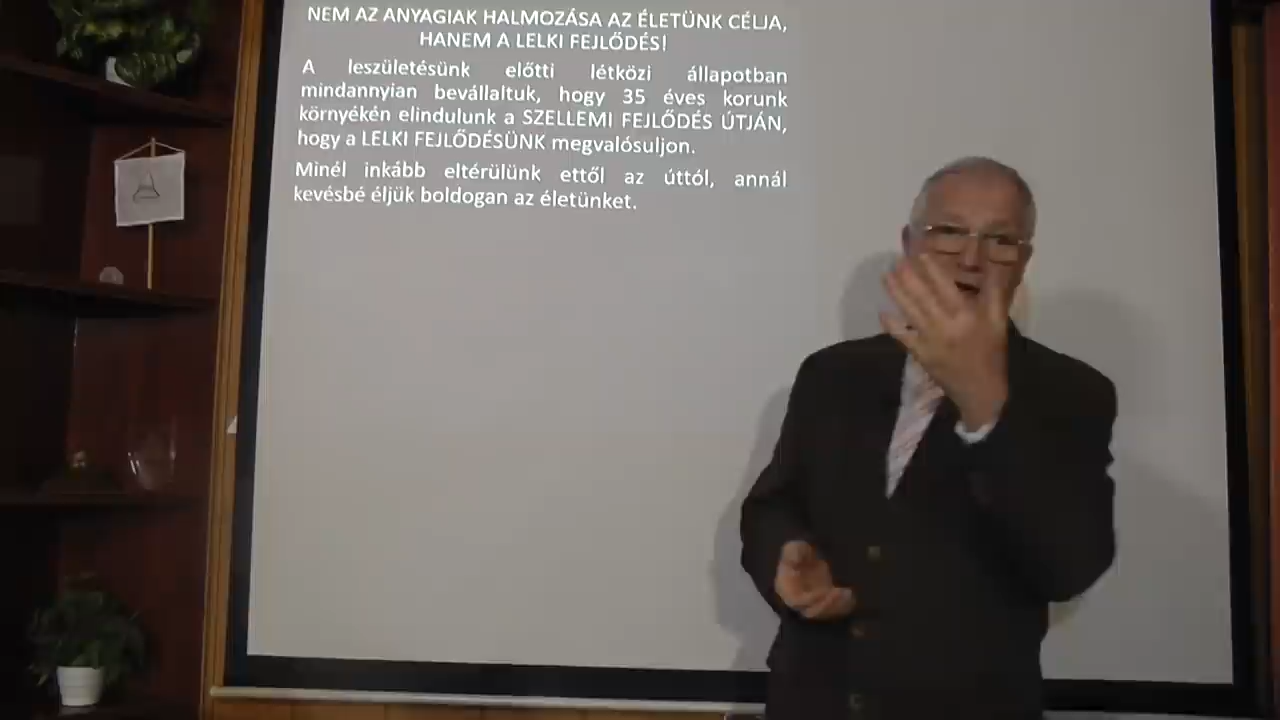 NEM AZ ANYAGIAK HALMOZÁSA AZ ÉLETÜNK CÉLJA,
HANEM A LELKI FEJLŐDÉS!
A leszületésünk előtti létközi állapotban
mindannyian bevállaltuk, hogy 35 éves korunk
környékén elindulunk a SZELLEMI FEJLŐDÉS ÚTJÁN,
hogy a LELKI FEJLŐDÉSÜNK megvalósuljon.
Minél inkább eltérülünk ettől az úttól, annál
kevésbé éljük boldogan az életünket.